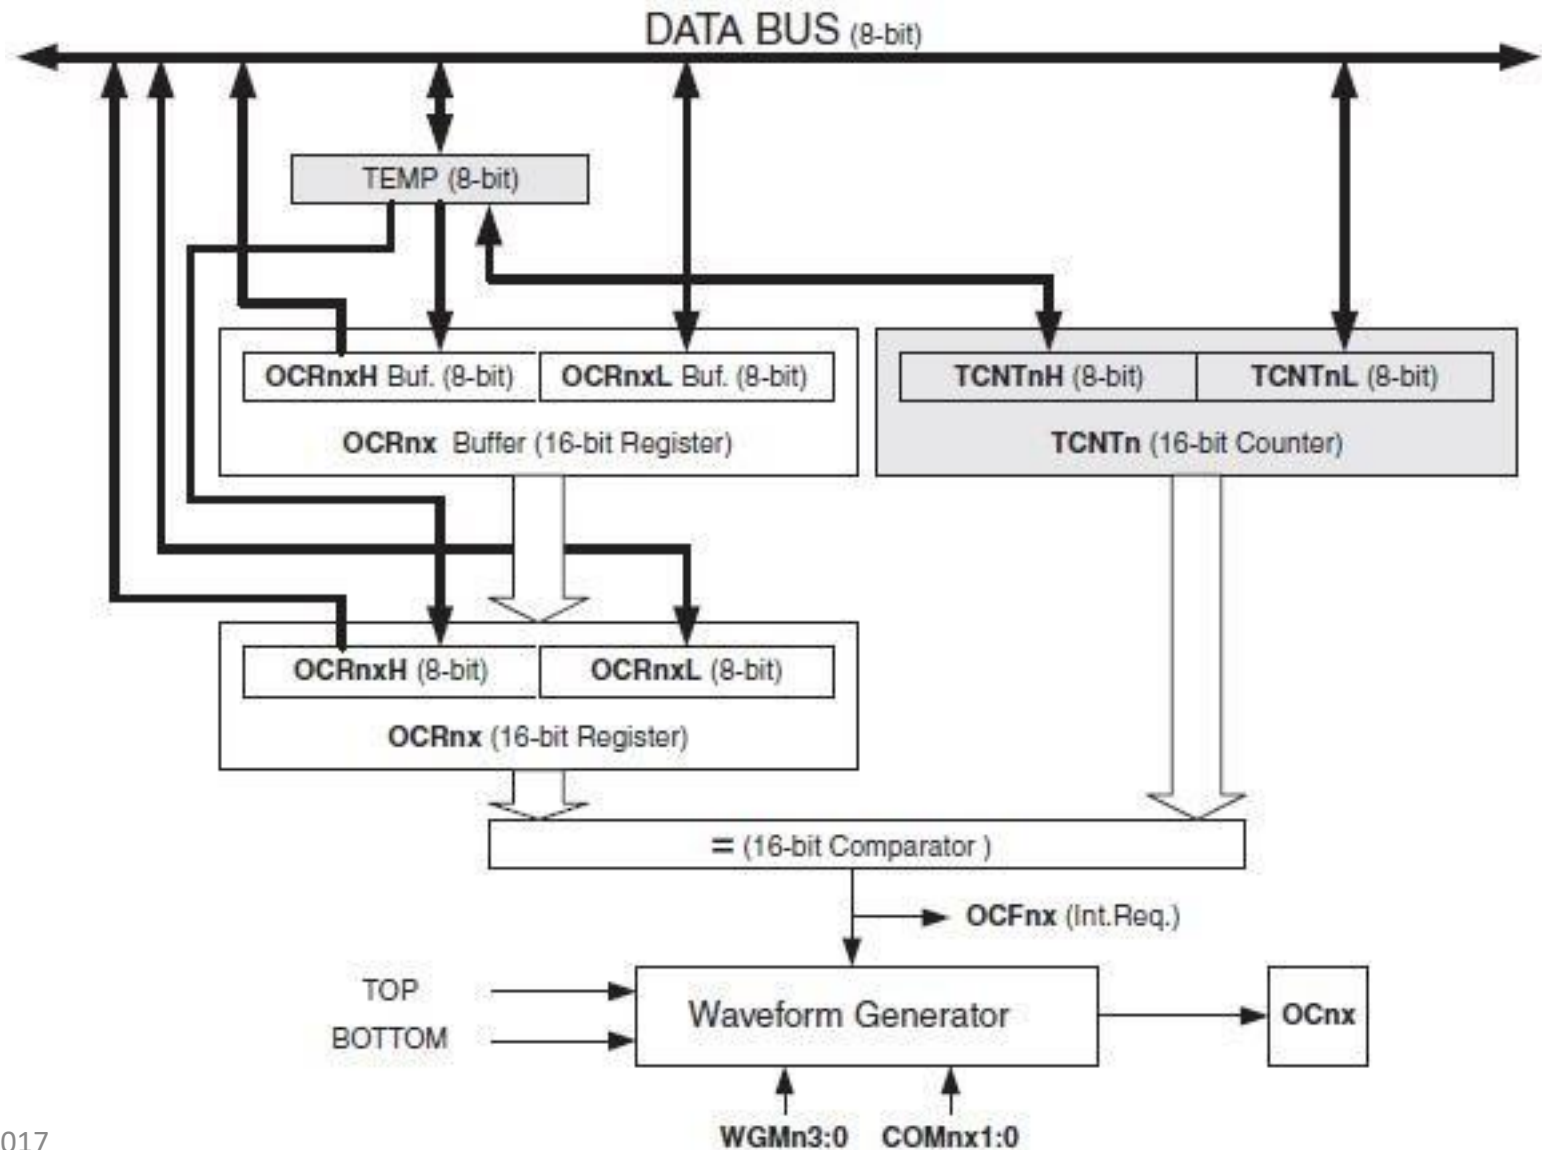 DATA BUS (8-bit)
TEMP (8-bit)
OCRnxH Buf. (8-bit)
OCRnxL Buf. (8-bit)
TCNTnH (8-bit)
TCNTnL (8-bit)
OCRnx Buffer (16-bit Register)
TCNTn (16-bit Counter)
OCRnxH (8-bit)
OCRnxL (8-bit)
OCRnx (16-bit Register)
= (16-bit Comparator )
OCFnx (Int.Req.)
TOP
BOTTOM
Waveform Generator
OCnx
WGMn3:0
COMnx1:0
017